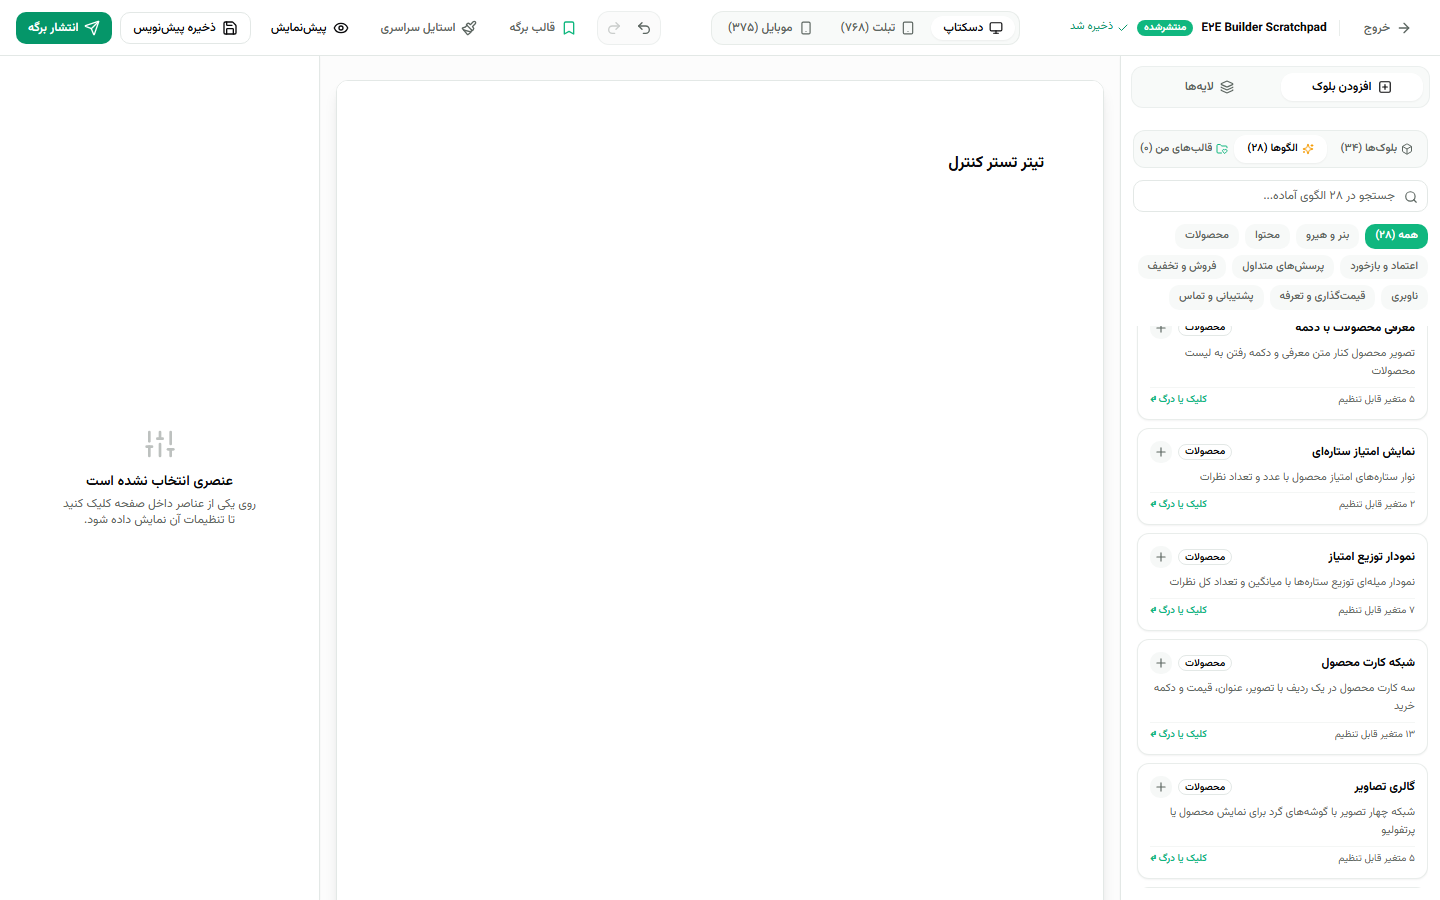 خروج
E2E Builder Scratchpad
منتشرشده
ذخیره شد
دسکتاپ
تبلت (۷۶۸)
موبایل (۳۷۵)
قالب برگه
استایل سراسری
پیش‌نمایش
ذخیره پیش‌نویس
انتشار برگه
افزودن بلوک
لایه‌ها
بلوک‌ها (۳۴)
الگوها (۲۸)
قالب‌های من (۰)
جستجو در ۲۸ الگوی آماده...
همه (۲۸)
بنر و هیرو
محتوا
محصولات
اعتماد و بازخورد
پرسش‌های متداول
فروش و تخفیف
ناوبری
قیمت‌گذاری و تعرفه
پشتیبانی و تماس
معرفی محصولات با دکمه
محصولات
تصویر محصول کنار متن معرفی و دکمه رفتن به لیست
محصولات
۵ متغیر قابل تنظیم
کلیک یا درگ
نمایش امتیاز ستاره‌ای
محصولات
نوار ستاره‌های امتیاز محصول با عدد و تعداد نظرات
۲ متغیر قابل تنظیم
کلیک یا درگ
نمودار توزیع امتیاز
محصولات
نمودار میله‌ای توزیع ستاره‌ها با میانگین و تعداد کل نظرات
۷ متغیر قابل تنظیم
کلیک یا درگ
شبکه کارت محصول
محصولات
سه کارت محصول در یک ردیف با تصویر، عنوان، قیمت و دکمه
خرید
۱۳ متغیر قابل تنظیم
کلیک یا درگ
گالری تصاویر
محصولات
شبکه چهار تصویر با گوشه‌های گرد برای نمایش محصول یا
پرتفولیو
۵ متغیر قابل تنظیم
کلیک یا درگ
تیتر تستر کنترل
عنصری انتخاب نشده است
روی یکی از عناصر داخل صفحه کلیک کنید
تا تنظیمات آن نمایش داده شود.